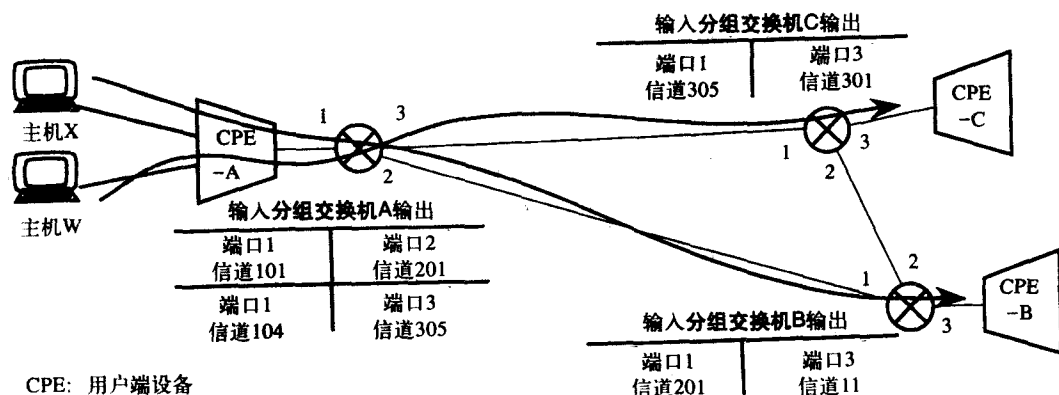 输入分组交换机C输出
端口1 端口3
信道305 信道301
主机X
CPE
-A
1
3
2
1
3
2
CPE
-C
主机W
输入分组交换机A输出
端口1 端口2
信道101 信道201
端口1 端口3
信道104 信道305
2
1
3
CPE
-B
输入分组交换机B输出
端口1 端口3
信道201 信道11
CPE: 用户端设备